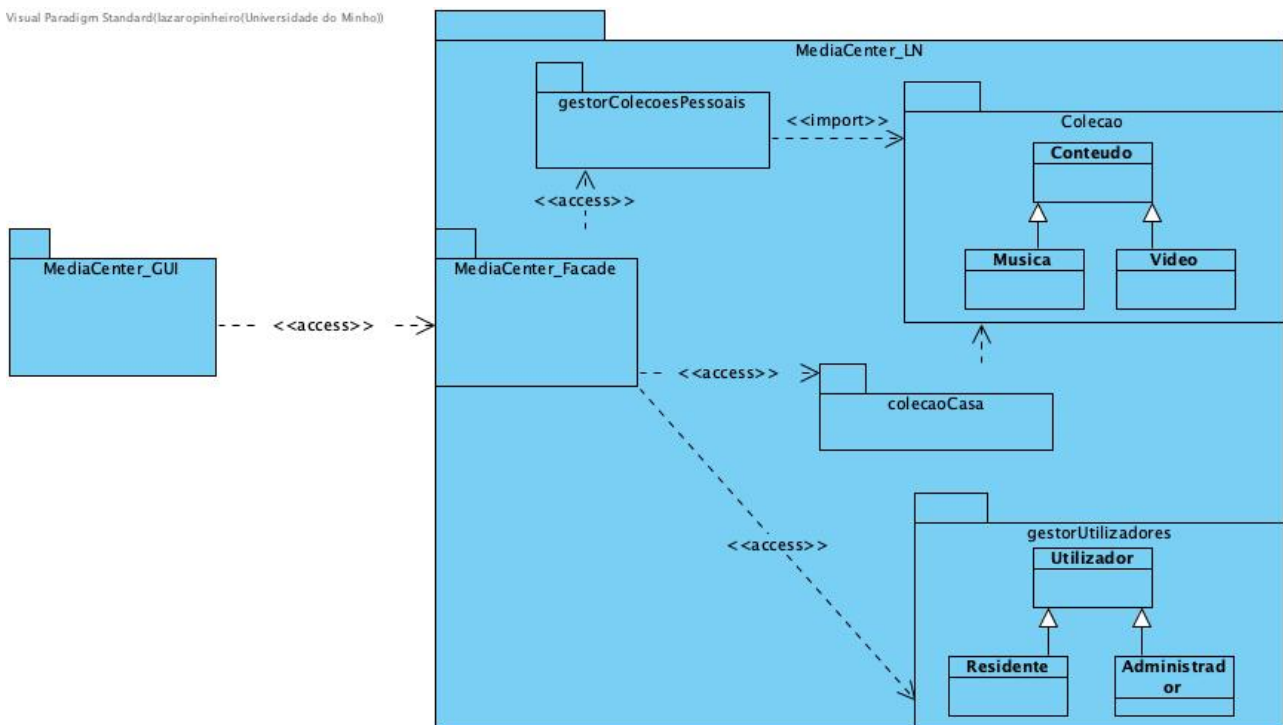 Visual Paradigm Standard(lazaropinheiro(Universidade do Minho))
MediaCenter_LN
gestorColecoesPessoais
<<import>>
Colecao
Conteudo
Musica
Video
<<access>>
MediaCenter_GUI
<<access>>
MediaCenter_Facade
<<access>>
colecaoCasa
<<access>>
gestorUtilizadores
Utilizador
Residente
Administrad
or